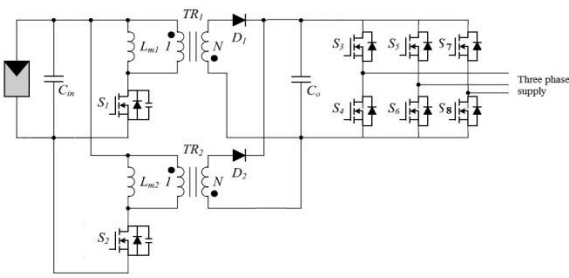 TR1
Lm1 1 N
D1
Cin
S1
Co
S3 S5 S7
S4 S6 S8
Three phase
supply
TR2
Lm2 1 N
D2
S2